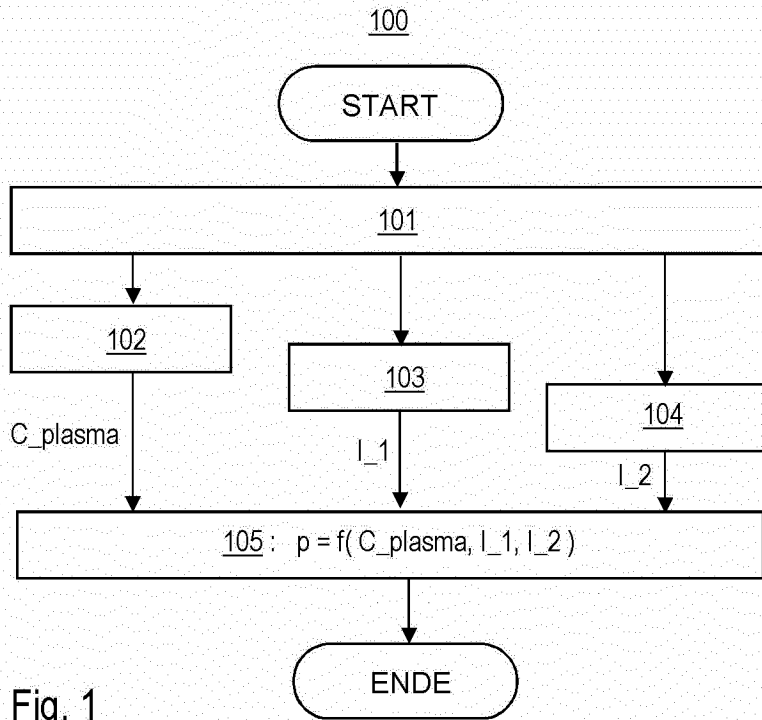 100
START
101
102
103
104
C_plasma
I_1
I_2
105 : p = f( C_plasma, I_1, I_2 )
ENDE
Fig. 1